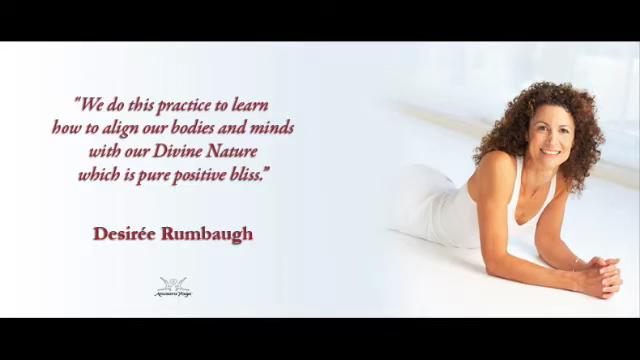 "We do this practice to learn
how to align our bodies and minds
with our Divine Nature
which is pure positive bliss."
Desirée Rumbaugh